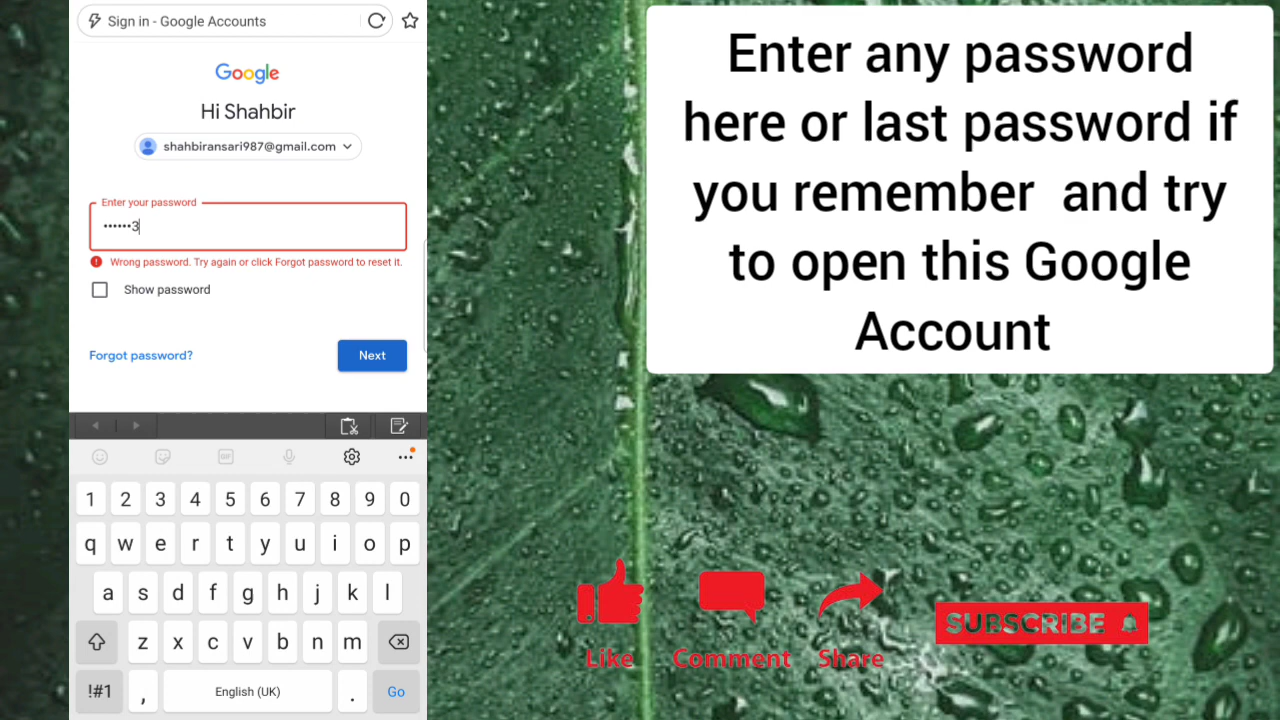 Sign in - Google Accounts
Google
Hi Shahbir
shahbiransari987@gmail.com
Enter your password
••••••3
Wrong password. Try again or click Forgot password to reset it.
Show password
Forgot password?
Next
GIF
1 2 3 4 5 6 7 8 9 0
q w e r t y u i o p
a s d f g h j k l
z x c v b n m
!#1 , English (UK) . Go
Enter any password
here or last password if
you remember and try
to open this Google
Account
Like Comment Share
SUBSCRIBE